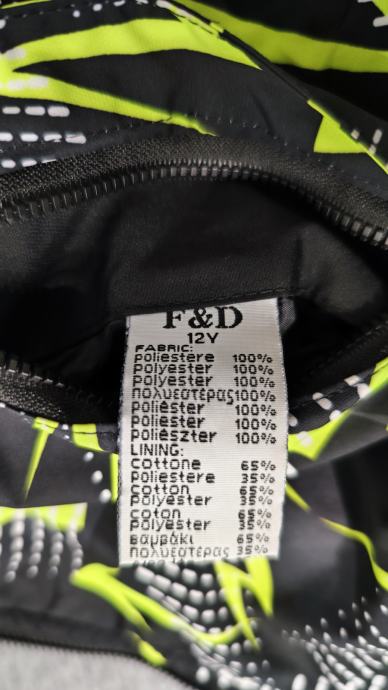 F&D
12Y
FABRIC:
poliestere 100%
polyester 100%
polyester 100%
πολυεστέρας 100%
poliéster 100%
poliester 100%
poliészter 100%
LINING:
cottone 65%
poliestere 35%
cotton 65%
polyester 35%
coton 65%
polyester 35%
βαμβάκι 65%
πολυεστέρας 35%